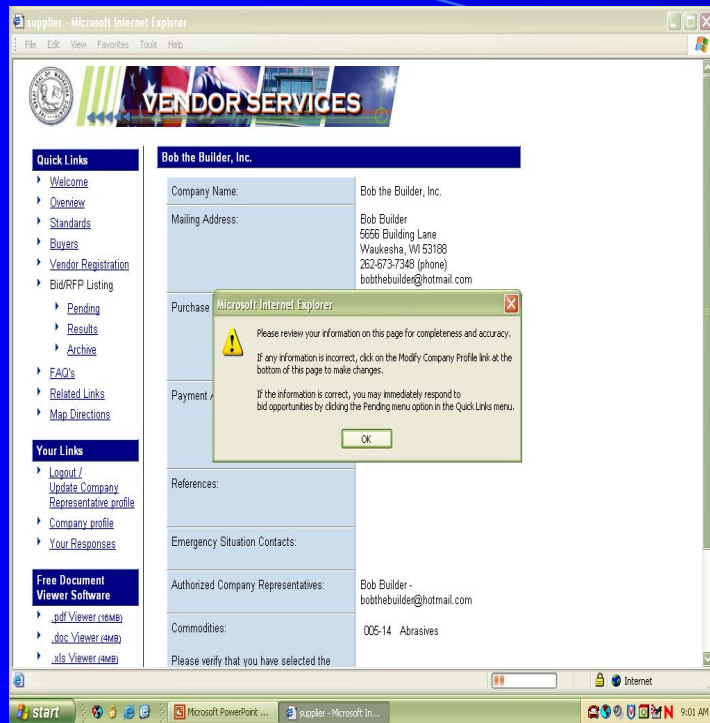 supplier - Microsoft Internet Explorer
File Edit View Favorites Tools Help
VENDOR SERVICES
Quick Links
Welcome
Overview
Standards
Buyers
Vendor Registration
Bid/RFP Listing
Pending
Results
Archive
FAQ's
Related Links
Map Directions
Your Links
Logout /
Update Company
Representative profile
Company profile
Your Responses
Free Document
Viewer Software
.pdf Viewer (16MB)
.doc Viewer (4MB)
.xls Viewer (4MB)
Bob the Builder, Inc.
Company Name: Bob the Builder, Inc.
Mailing Address: Bob Builder
5656 Building Lane
Waukesha, WI 53188
262-673-7348 (phone)
bobthebuilder@hotmail.com
Purchase
Microsoft Internet Explorer
Please review your information on this page for completeness and accuracy.
If any information is incorrect, click on the Modify Company Profile link at the
bottom of this page to make changes.
If the information is correct, you may immediately respond to
bid opportunities by clicking the Pending menu option in the Quick Links menu.
OK
Payment
References:
Emergency Situation Contacts:
Authorized Company Representatives: Bob Builder -
bobthebuilder@hotmail.com
Commodities: 005-14 Abrasives
Please verify that you have selected the
Internet
start
Microsoft PowerPoint ...
supplier - Microsoft In...
9:01 AM